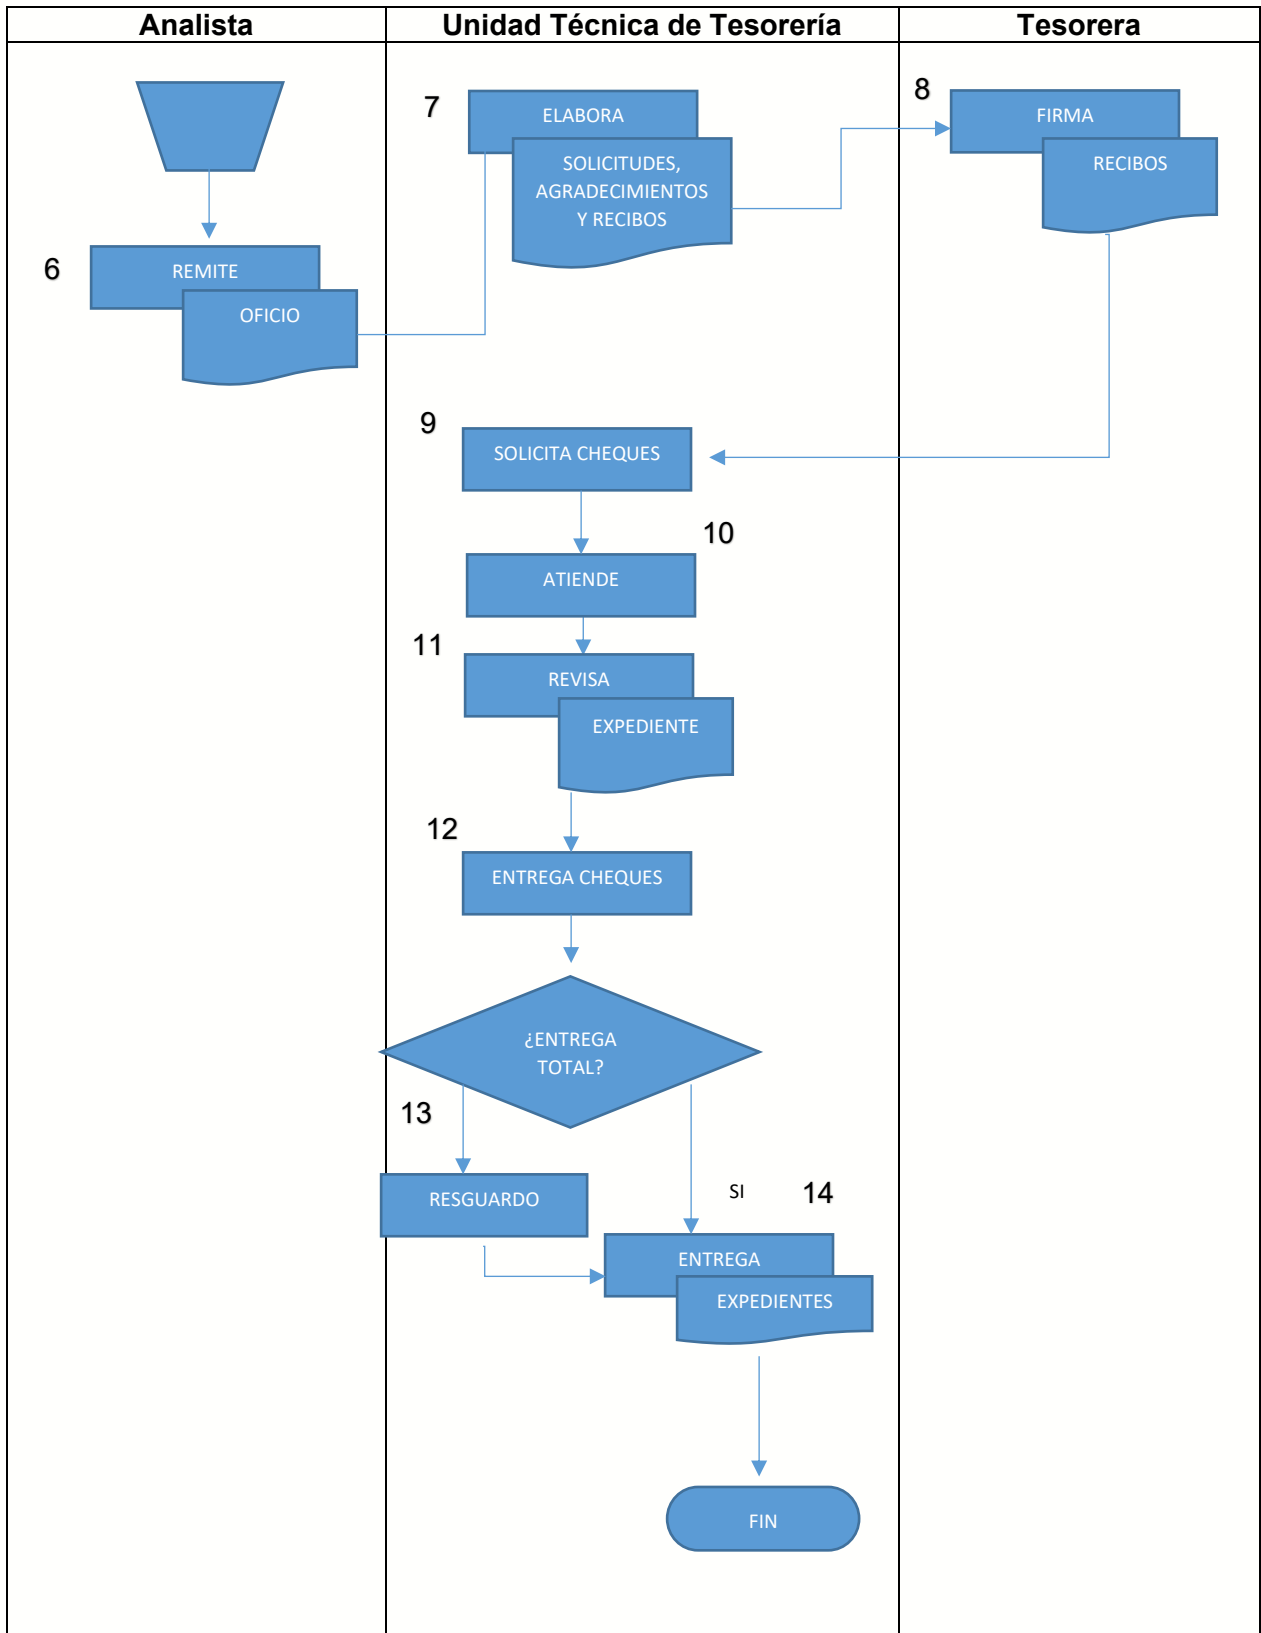 Analista
Unidad Técnica de Tesorería
Tesorera
6
REMITE
OFICIO
7
ELABORA
SOLICITUDES,
AGRADECIMIENTOS
Y RECIBOS
8
FIRMA
RECIBOS
9
SOLICITA CHEQUES
10
ATIENDE
11
REVISA
EXPEDIENTE
12
ENTREGA CHEQUES
¿ENTREGA
TOTAL?
13
RESGUARDO
SI
14
ENTREGA
EXPEDIENTES
FIN